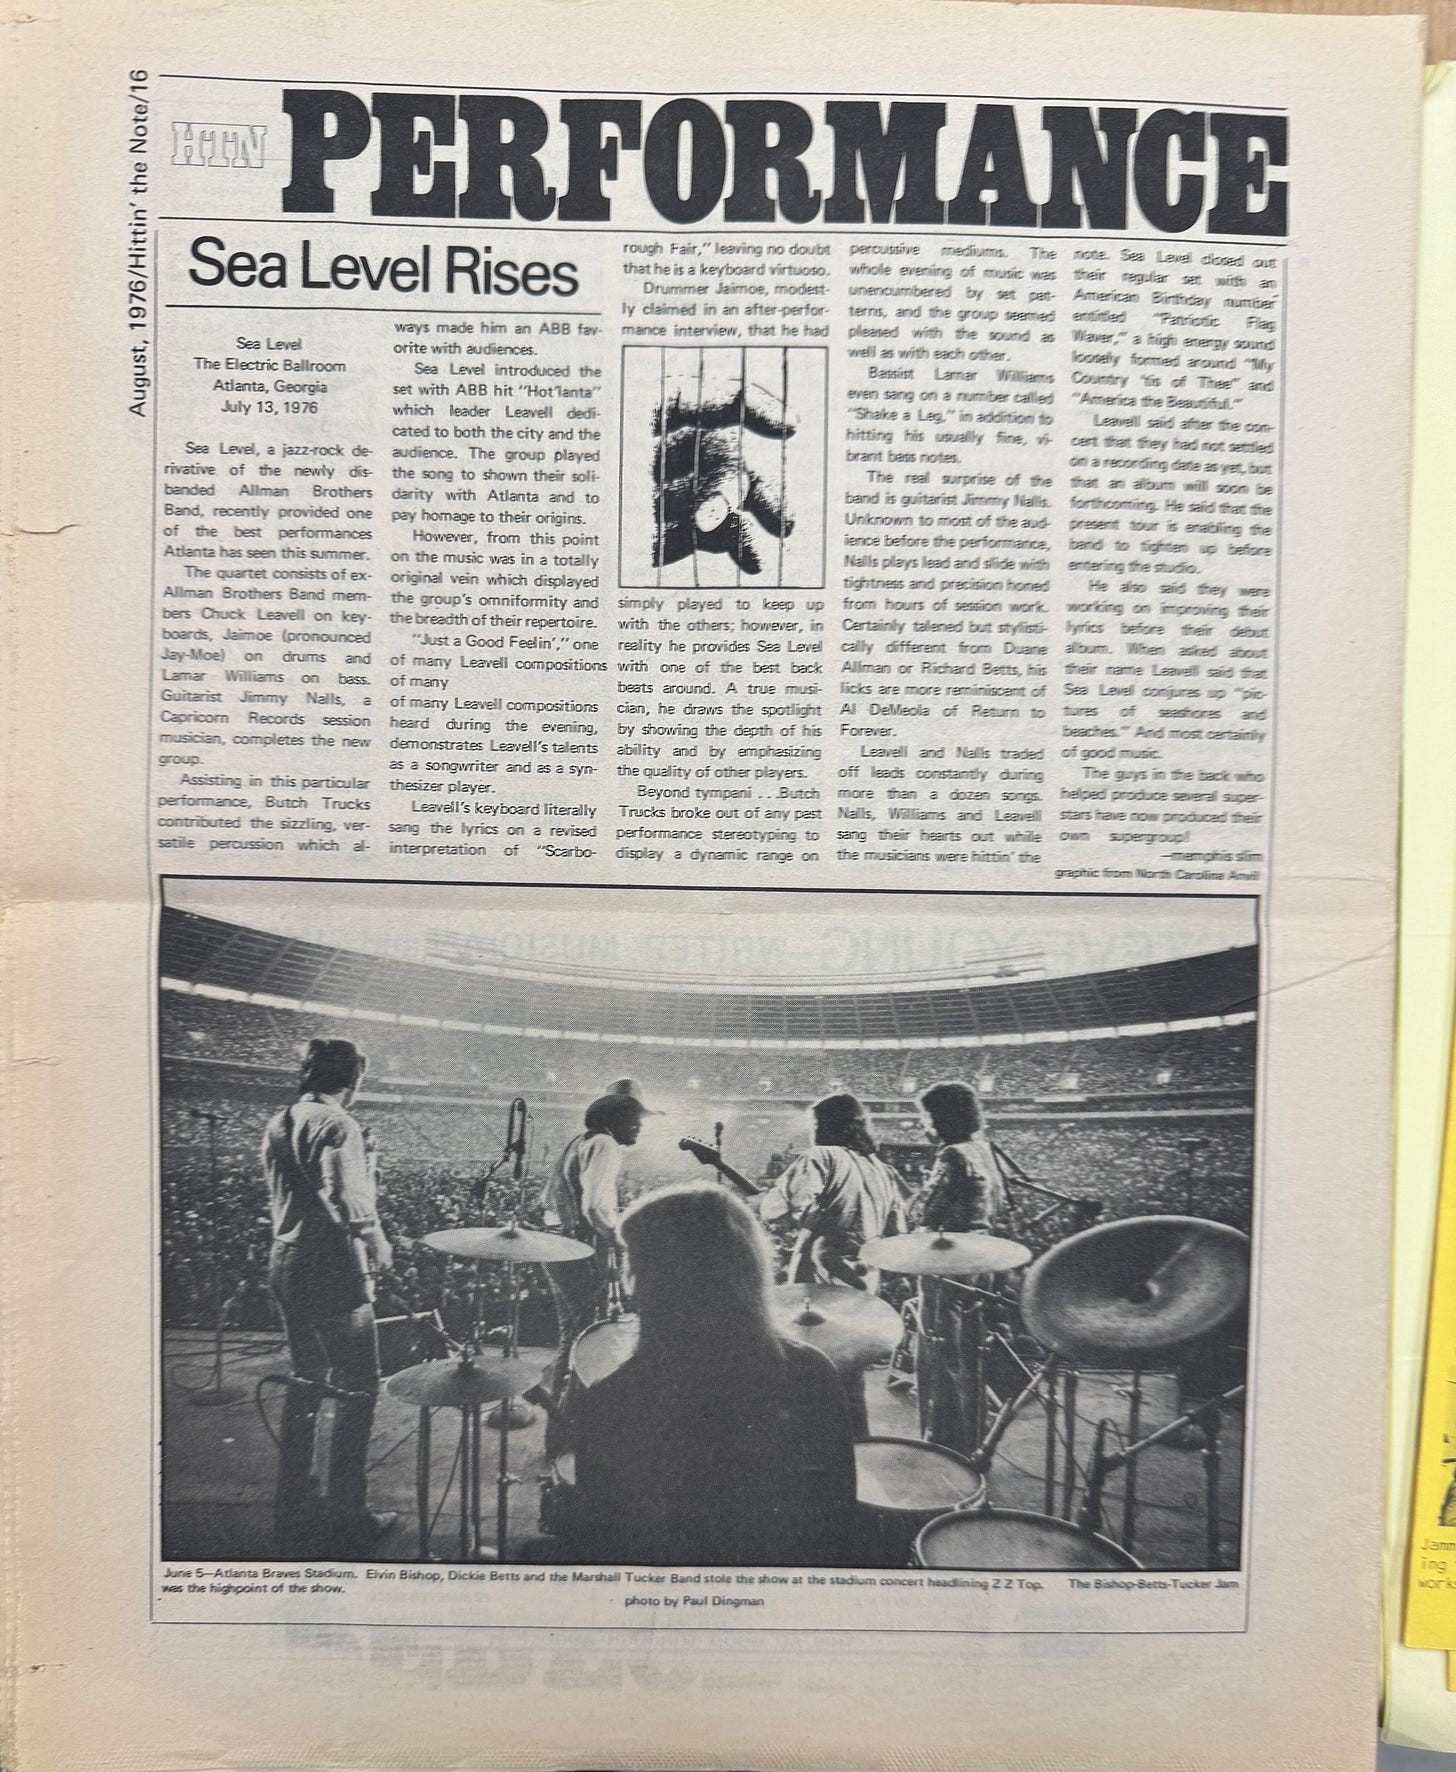 August, 1976/Hittin' the Note/16
HTN
PERFORMANCE
Sea Level Rises
Sea Level
The Electric Ballroom
Atlanta, Georgia
July 13, 1976
Sea Level, a jazz-rock de-
rivative of the newly dis-
banded Allman Brothers
Band, recently provided one
of the best performances
Atlanta has seen this summer.
The quartet consists of ex-
Allman Brothers Band mem-
bers Chuck Leavell on key-
boards, Jaimoe (pronounced
Jay-Moe) on drums and
Lamar Williams on bass.
Guitarist Jimmy Nalls, a
Capricorn Records session
musician, completes the new
group.
Assisting in this particular
performance, Butch Trucks
contributed the sizzling, ver-
satile percussion which al-
ways made him an ABB fav-
orite with audiences.
Sea Level introduced the
set with ABB hit "Hot'lanta"
which leader Leavell dedi-
cated to both the city and the
audience. The group played
the song to shown their soli-
darity with Atlanta and to
pay homage to their origins.
However, from this point
on the music was in a totally
original vein which displayed
the group's omniformity and
the breadth of their repertoire.
"Just a Good Feelin'," one
of many Leavell compositions
of many
of many Leavell compositions
heard during the evening,
demonstrates Leavell's talents
as a songwriter and as a syn-
thesizer player.
Leavell's keyboard literally
sang the lyrics on a revised
interpretation of "Scarbo-
rough Fair," leaving no doubt
that he is a keyboard virtuoso.
Drummer Jaimoe, modest-
ly claimed in an after-perfor-
mance interview, that he had
simply played to keep up
with the others; however, in
reality he provides Sea Level
with one of the best back
beats around. A true musi-
cian, he draws the spotlight
by showing the depth of his
ability and by emphasizing
the quality of other players.
Beyond tympani . . .Butch
Trucks broke out of any past
performance stereotyping to
display a dynamic range on
percussive mediums. The
whole evening of music was
unencumbered by set pat-
terns, and the group seemed
pleased with the sound as
well as with each other.
Bassist Lamar Williams
even sang on a number called
"Shake a Leg," in addition to
hitting his usually fine, vi-
brant bass notes.
The real surprise of the
band is guitarist Jimmy Nalls.
Unknown to most of the aud-
ience before the performance,
Nalls plays lead and slide with
tightness and precision honed
from hours of session work.
Certainly talened but stylisti-
cally different from Duane
Allman or Richard Betts, his
licks are more reminiscent of
Al DeMeola of Return to
Forever.
Leavell and Nalls traded
off leads constantly during
more than a dozen songs.
Nalls, Williams and Leavell
sang their hearts out while
the musicians were hittin' the
note. Sea Level closed out
their regular set with an
American Birthday number
entitled "Patriotic Flag
Waver," a high energy sound
loosely formed around "My
Country 'tis of Thee" and
"America the Beautiful."
Leavell said after the con-
cert that they had not settled
on a recording date as yet, but
that an album will soon be
forthcoming. He said that the
present tour is enabling the
band to tighten up before
entering the studio.
He also said they were
working on improving their
lyrics before their debut
album. When asked about
their name Leavell said that
Sea Level conjures up "pic-
tures of seashores and
beaches." And most certainly
of good music.
The guys in the back who
helped produce several super-
stars have now produced their
own supergroup!
—memphis slim
graphic from North Carolina Anvil
June 5—Atlanta Braves Stadium. Elvin Bishop, Dickie Betts and the Marshall Tucker Band stole the show at the stadium concert headlining Z Z Top. The Bishop-Betts-Tucker Jam
was the highpoint of the show.
photo by Paul Dingman
ing